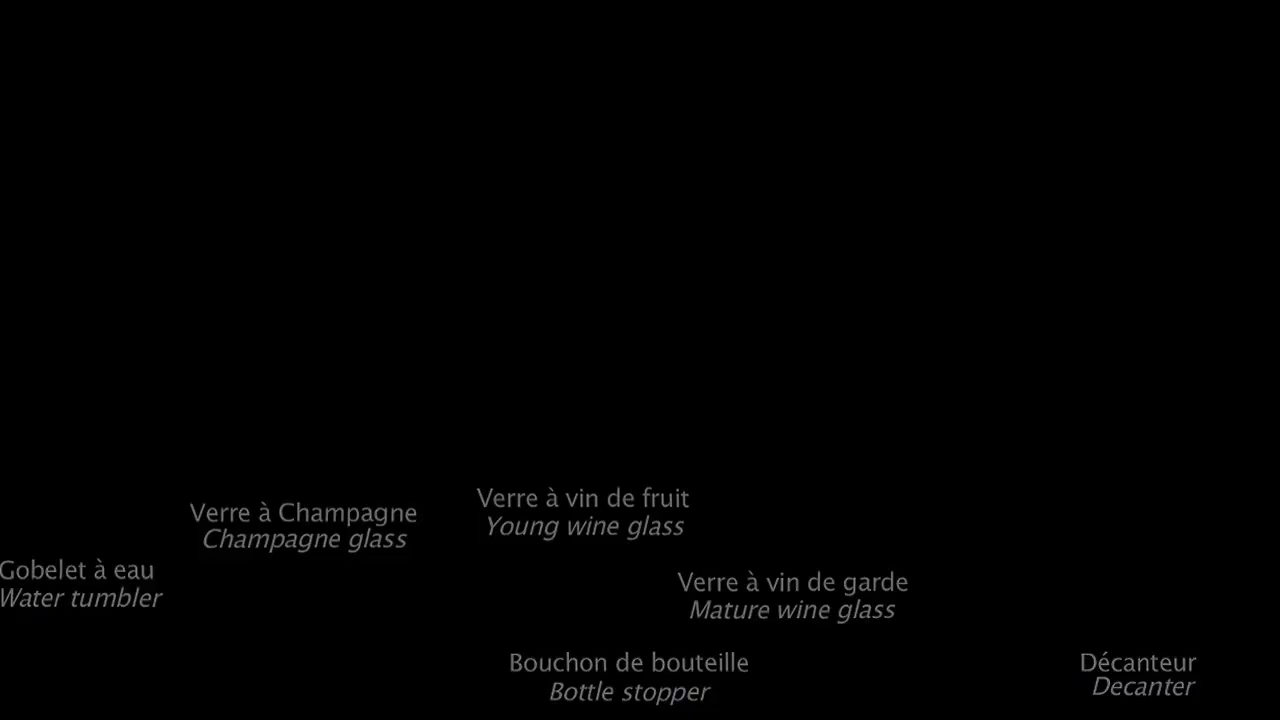 Verre à vin de fruit
Young wine glass
Verre à Champagne
Champagne glass
Gobelet à eau
Water tumbler
Verre à vin de garde
Mature wine glass
Bouchon de bouteille
Bottle stopper
Décanteur
Decanter